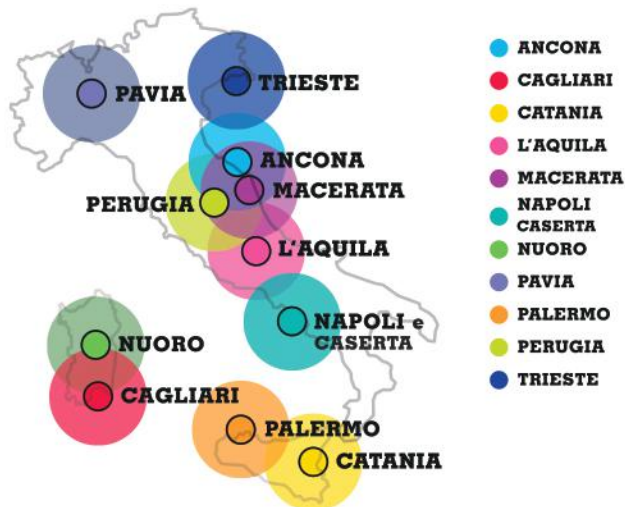 PAVIA
TRIESTE
ANCONA
MACERATA
PERUGIA
L'AQUILA
NAPOLI e
CASERTA
NUORO
CAGLIARI
PALERMO
CATANIA
ANCONA
CAGLIARI
CATANIA
L'AQUILA
MACERATA
NAPOLI
CASERTA
NUORO
PAVIA
PALERMO
PERUGIA
TRIESTE